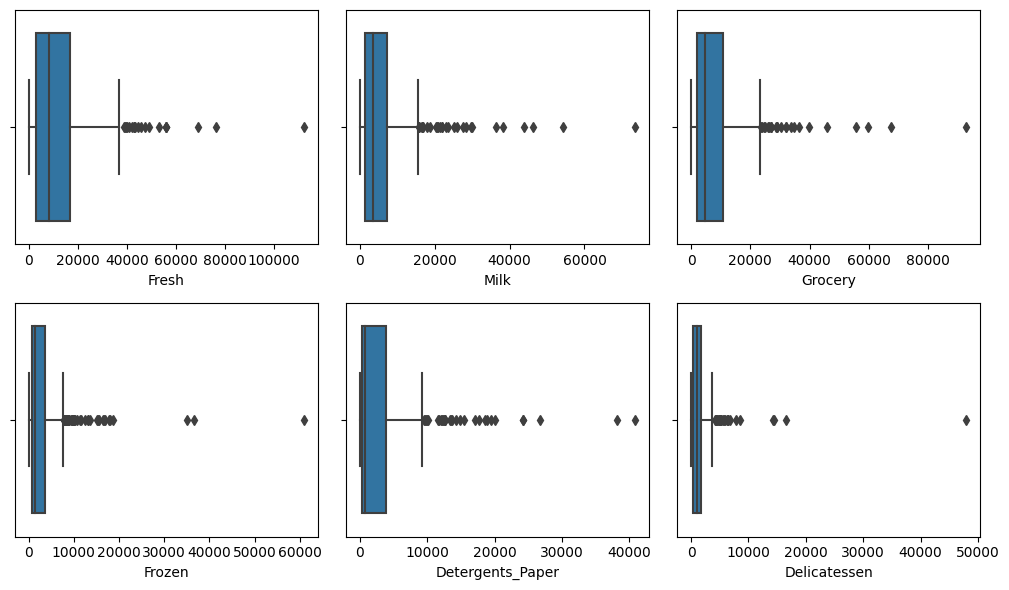 0 20000 40000 60000 80000 100000
Fresh
0 20000 40000 60000
Milk
0 20000 40000 60000 80000
Grocery
0 10000 20000 30000 40000 50000 60000
Frozen
0 10000 20000 30000 40000
Detergents_Paper
0 10000 20000 30000 40000 50000
Delicatessen